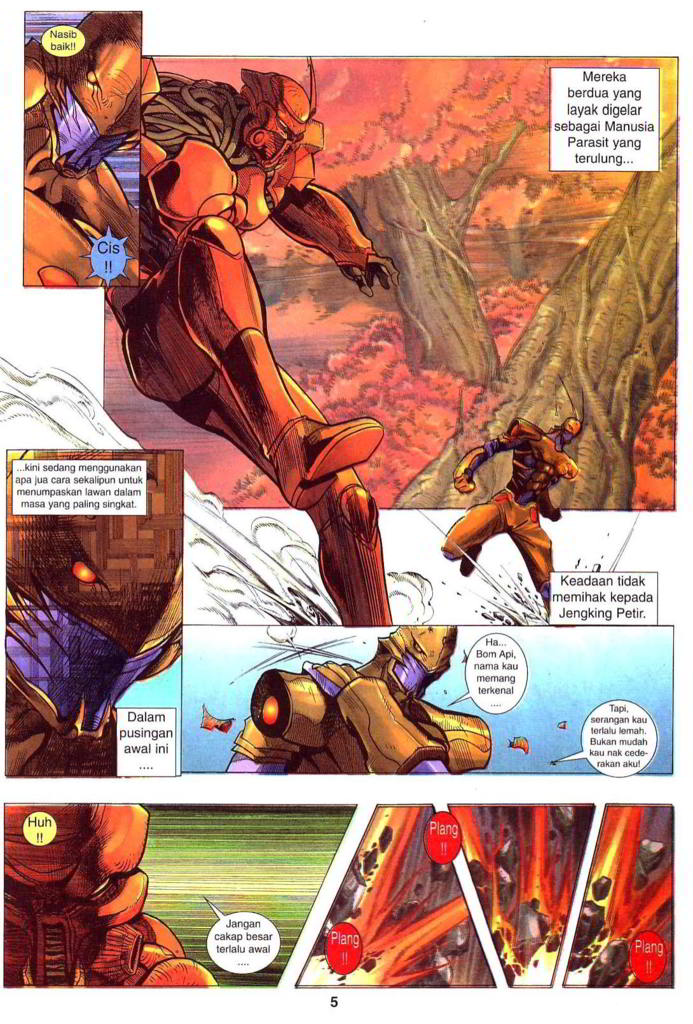 Nasib
baik!!
Cis
!!
Mereka
berdua yang
layak digelar
sebagai Manusia
Parasit yang
terulung...
...kini sedang menggunakan
apa jua cara sekalipun untuk
menumpaskan lawan dalam
masa yang paling singkat.
Keadaan tidak
memihak kepada
Jengking Petir.
Dalam
pusingan
awal ini
....
Ha...
Bom Api,
nama kau
memang
terkenal
....
Tapi,
serangan kau
terlalu lemah.
Bukan mudah
kau nak cede-
rakan aku!
Huh
!!
Jangan
cakap besar
terlalu awal
....
Plang
!!
Plang
!!
Plang
!!
5